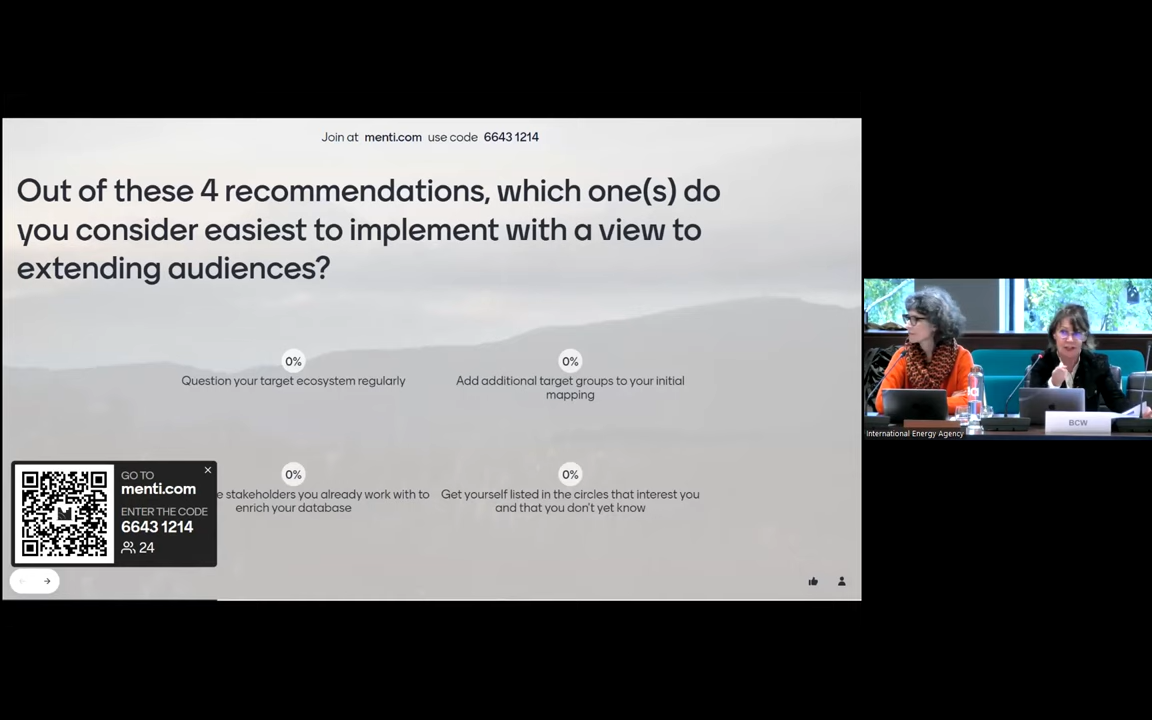 Join at menti.com use code 6643 1214
Out of these 4 recommendations, which one(s) do
you consider easiest to implement with a view to
extending audiences?
0%
Question your target ecosystem regularly
0%
Add additional target groups to your initial
mapping
0%
e stakeholders you already work with to
enrich your database
0%
Get yourself listed in the circles that interest you
and that you don't yet know
GO TO
menti.com
ENTER THE CODE
6643 1214
24
BCW
International Energy Agency